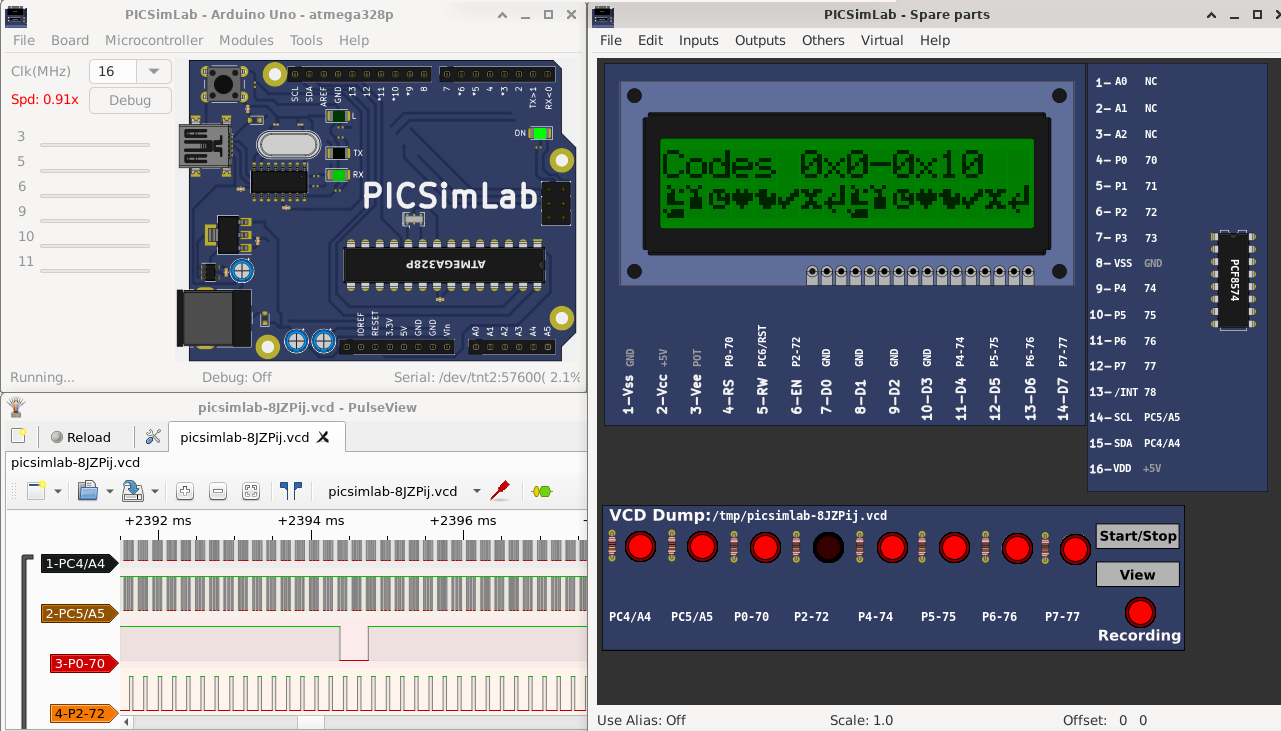 PICSimLab - Arduino Uno - atmega328p
File Board Microcontroller Modules Tools Help
Clk(MHz) 16
Spd: 0.91x Debug
3
5
6
9
10
11
SCL SDA AREF GND 13 12 *11 *10 *9 8 7 *6 *5 4 *3 2 TX>1 RX<0
L
TX
RX
ON
PICSimLab
ATMEGA328P
IOREF RESET 3.3V 5V GND GND Vin A0 A1 A2 A3 A4 A5
Running... Debug: Off Serial: /dev/tnt2:57600( 2.1%
picsimlab-8JZPij.vcd - PulseView
Reload picsimlab-8JZPij.vcd
picsimlab-8JZPij.vcd
picsimlab-8JZPij.vcd
+2392 ms +2394 ms +2396 ms
1-PC4/A4
2-PC5/A5
3-P0-70
4-P2-72
PICSimLab - Spare parts
File Edit Inputs Outputs Others Virtual Help
Codes 0x0-0x10
1-Vss GND
2-Vcc +5V
3-Vee POT
4-RS P0-70
5-RW PC6/RST
6-EN P2-72
7-D0 GND
8-D1 GND
9-D2 GND
10-D3 GND
11-D4 P4-74
12-D5 P5-75
13-D6 P6-76
14-D7 P7-77
1- A0 NC
2- A1 NC
3- A2 NC
4- P0 70
5- P1 71
6- P2 72
7- P3 73
8- VSS GND
9- P4 74
10- P5 75
11- P6 76
12- P7 77
13- /INT 78
14- SCL PC5/A5
15- SDA PC4/A4
16- VDD +5V
PCF8574
VCD Dump:/tmp/picsimlab-8JZPij.vcd
Start/Stop
View
PC4/A4 PC5/A5 P0-70 P2-72 P4-74 P5-75 P6-76 P7-77
Recording
Use Alias: Off Scale: 1.0 Offset: 0 0